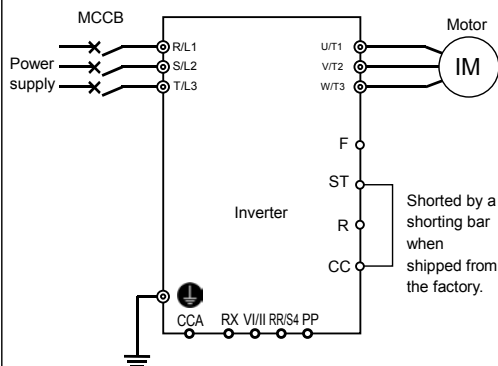 MCCB
Motor
Power
supply
R/L1
S/L2
T/L3
U/T1
V/T2
W/T3
IM
F
ST
R
CC
Inverter
Shorted by a
shorting bar
when
shipped from
the factory.
CCA RX VI/II RR/S4 PP